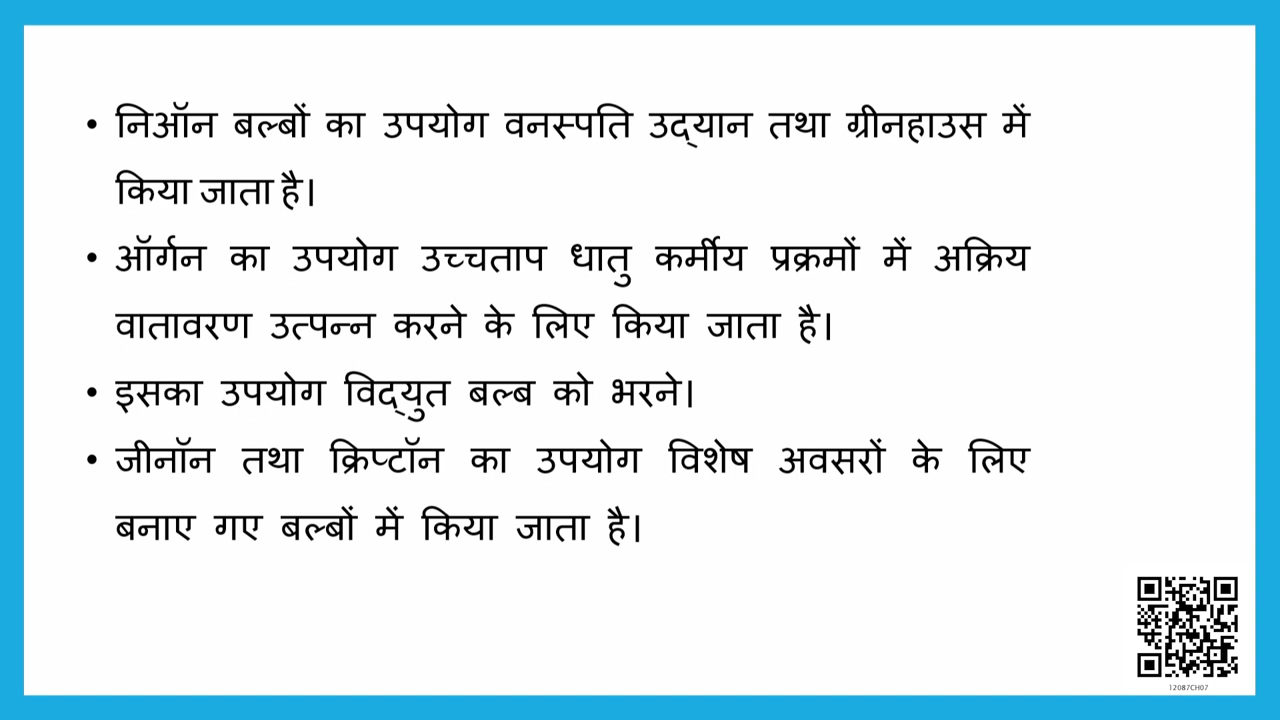 • निऑन बल्बों का उपयोग वनस्पति उद्यान तथा ग्रीनहाउस में
किया जाता है।
• ऑर्गन का उपयोग उच्चताप धातु कर्मीय प्रक्रमों में अक्रिय
वातावरण उत्पन्न करने के लिए किया जाता है।
• इसका उपयोग विद्युत बल्ब को भरने।
• जीनॉन तथा क्रिप्टॉन का उपयोग विशेष अवसरों के लिए
बनाए गए बल्बों में किया जाता है।
12087CH07